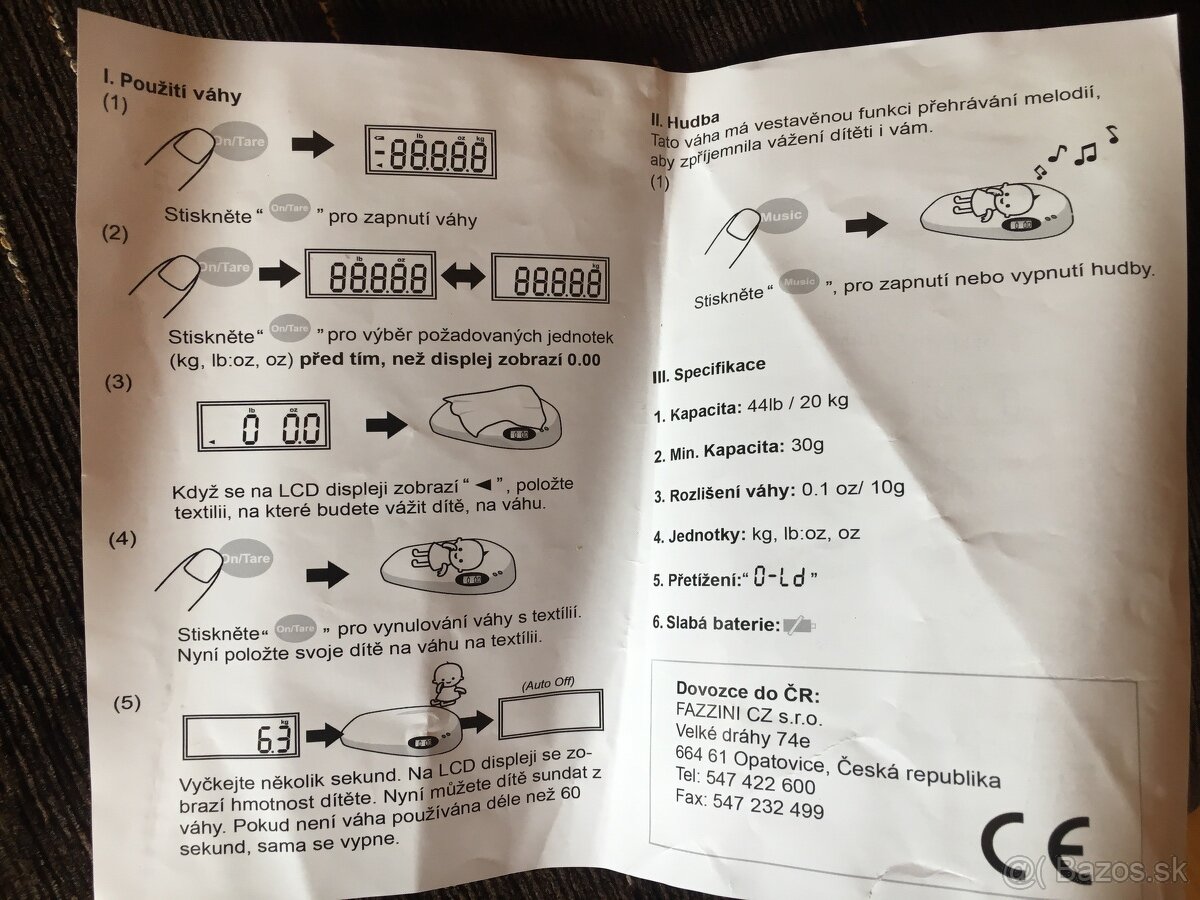 I. Použití váhy
(1)
On/Tare
lb oz kg
88888
Stiskněte“ On/Tare ” pro zapnutí váhy
(2)
On/Tare
lb oz
88888
kg
88888
Stiskněte“ On/Tare ” pro výběr požadovaných jednotek
(kg, lb:oz, oz) před tím, než displej zobrazí 0.00
(3)
lb oz
0 0.0
Když se na LCD displeji zobrazí“ ◄ ”, položte
textilii, na které budete vážit dítě, na váhu.
(4)
On/Tare
Stiskněte“ On/Tare ” pro vynulování váhy s textílií.
Nyní položte svoje dítě na váhu na textílii.
(5)
kg
6.3
(Auto Off)
Vyčkejte několik sekund. Na LCD displeji se zo-
brazí hmotnost dítěte. Nyní můžete dítě sundat z
váhy. Pokud není váha používána déle než 60
sekund, sama se vypne.
II. Hudba
Tato váha má vestavěnou funkci přehrávání melodií,
aby zpříjemnila vážení dítěti i vám.
(1)
Music
Stiskněte“ Music ”, pro zapnutí nebo vypnutí hudby.
III. Specifikace
1. Kapacita: 44lb / 20 kg
2. Min. Kapacita: 30g
3. Rozlišení váhy: 0.1 oz/ 10g
4. Jednotky: kg, lb:oz, oz
5. Přetížení:“ 0-Ld ”
6. Slabá baterie:
Dovozce do ČR:
FAZZINI CZ s.r.o.
Velké dráhy 74e
664 61 Opatovice, Česká republika
Tel: 547 422 600
Fax: 547 232 499
CE
@( Bazos.sk